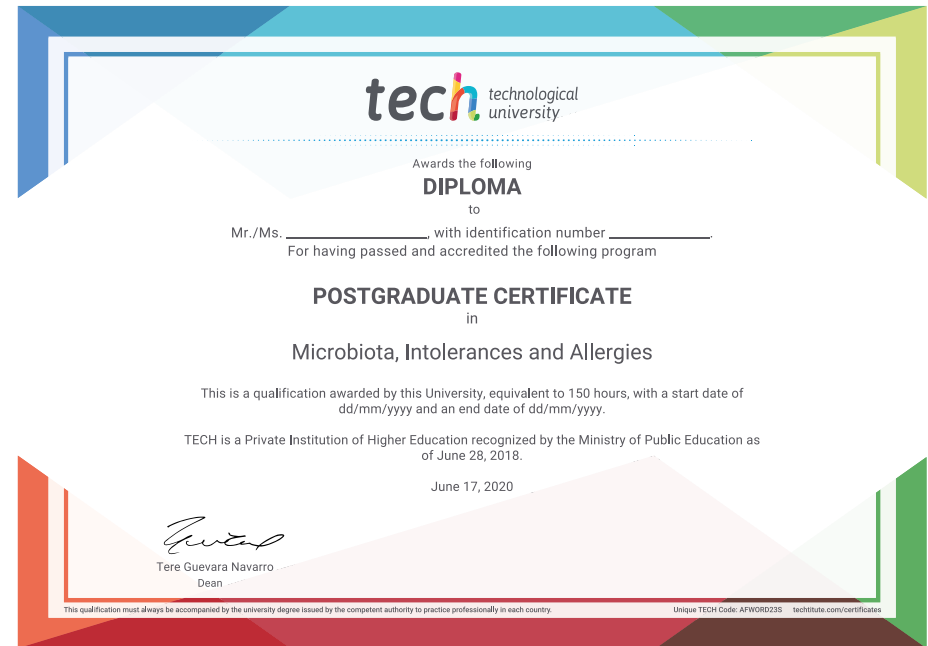 tech technological
university
Awards the following
DIPLOMA
to
Mr./Ms. ____________________, with identification number ______________.
For having passed and accredited the following program
POSTGRADUATE CERTIFICATE
in
Microbiota, Intolerances and Allergies
This is a qualification awarded by this University, equivalent to 150 hours, with a start date of
dd/mm/yyyy and an end date of dd/mm/yyyy.
TECH is a Private Institution of Higher Education recognized by the Ministry of Public Education as
of June 28, 2018.
June 17, 2020
Tere Guevara Navarro
Dean
This qualification must always be accompanied by the university degree issued by the competent authority to practice professionally in each country.
Unique TECH Code: AFWORD23S techtitute.com/certificates